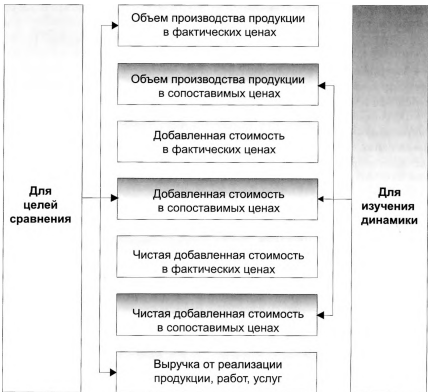 Объем производства продукции
в фактических ценах
Объем производства продукции
в сопоставимых ценах
Добавленная стоимость
в фактических ценах
Для
целей
сравнения
Добавленная стоимость
в сопоставимых ценах
Для
изучения
динамики
Чистая добавленная стоимость
в фактических ценах
Чистая добавленная стоимость
в сопоставимых ценах
Выручка от реализации
продукции, работ, услуг